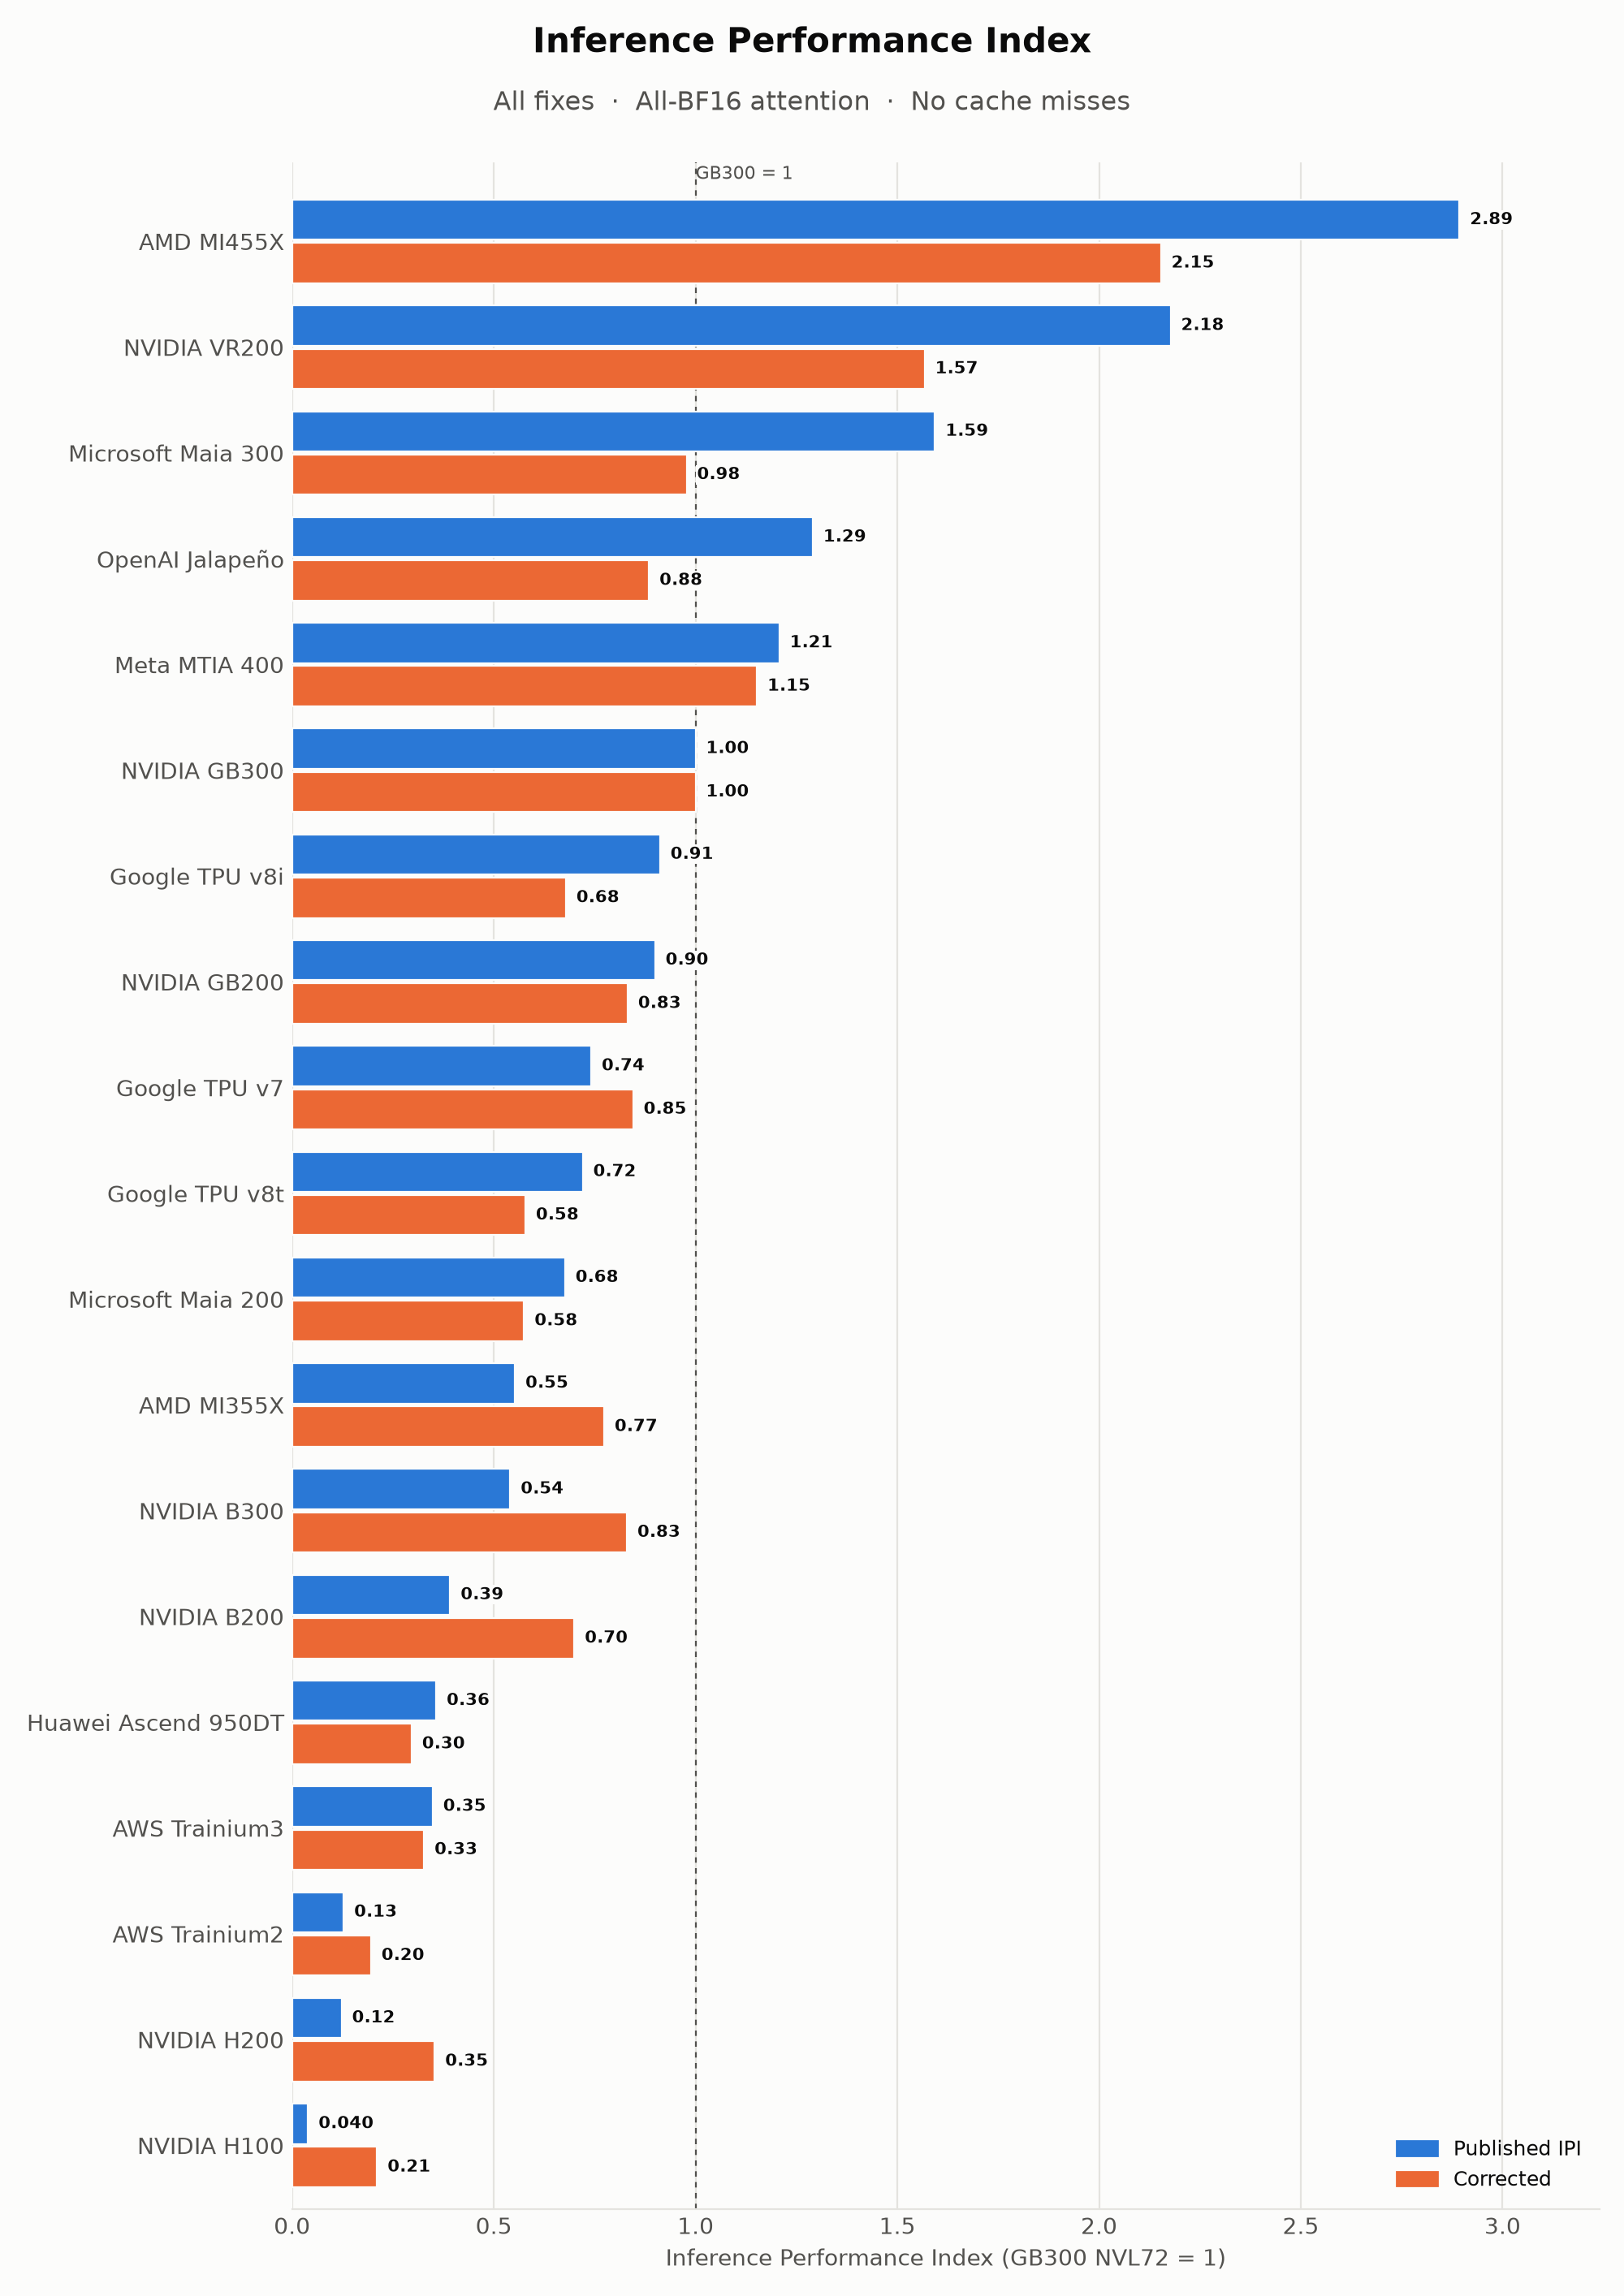 Inference Performance Index
All fixes · All-BF16 attention · No cache misses
GB300 = 1
AMD MI455X
2.89
2.15
NVIDIA VR200
2.18
1.57
Microsoft Maia 300
1.59
0.98
OpenAI Jalapeño
1.29
0.88
Meta MTIA 400
1.21
1.15
NVIDIA GB300
1.00
1.00
Google TPU v8i
0.91
0.68
NVIDIA GB200
0.90
0.83
Google TPU v7
0.74
0.85
Google TPU v8t
0.72
0.58
Microsoft Maia 200
0.68
0.58
AMD MI355X
0.55
0.77
NVIDIA B300
0.54
0.83
NVIDIA B200
0.39
0.70
Huawei Ascend 950DT
0.36
0.30
AWS Trainium3
0.35
0.33
AWS Trainium2
0.13
0.20
NVIDIA H200
0.12
0.35
NVIDIA H100
0.040
0.21
Published IPI
Corrected
0.0 0.5 1.0 1.5 2.0 2.5 3.0
Inference Performance Index (GB300 NVL72 = 1)